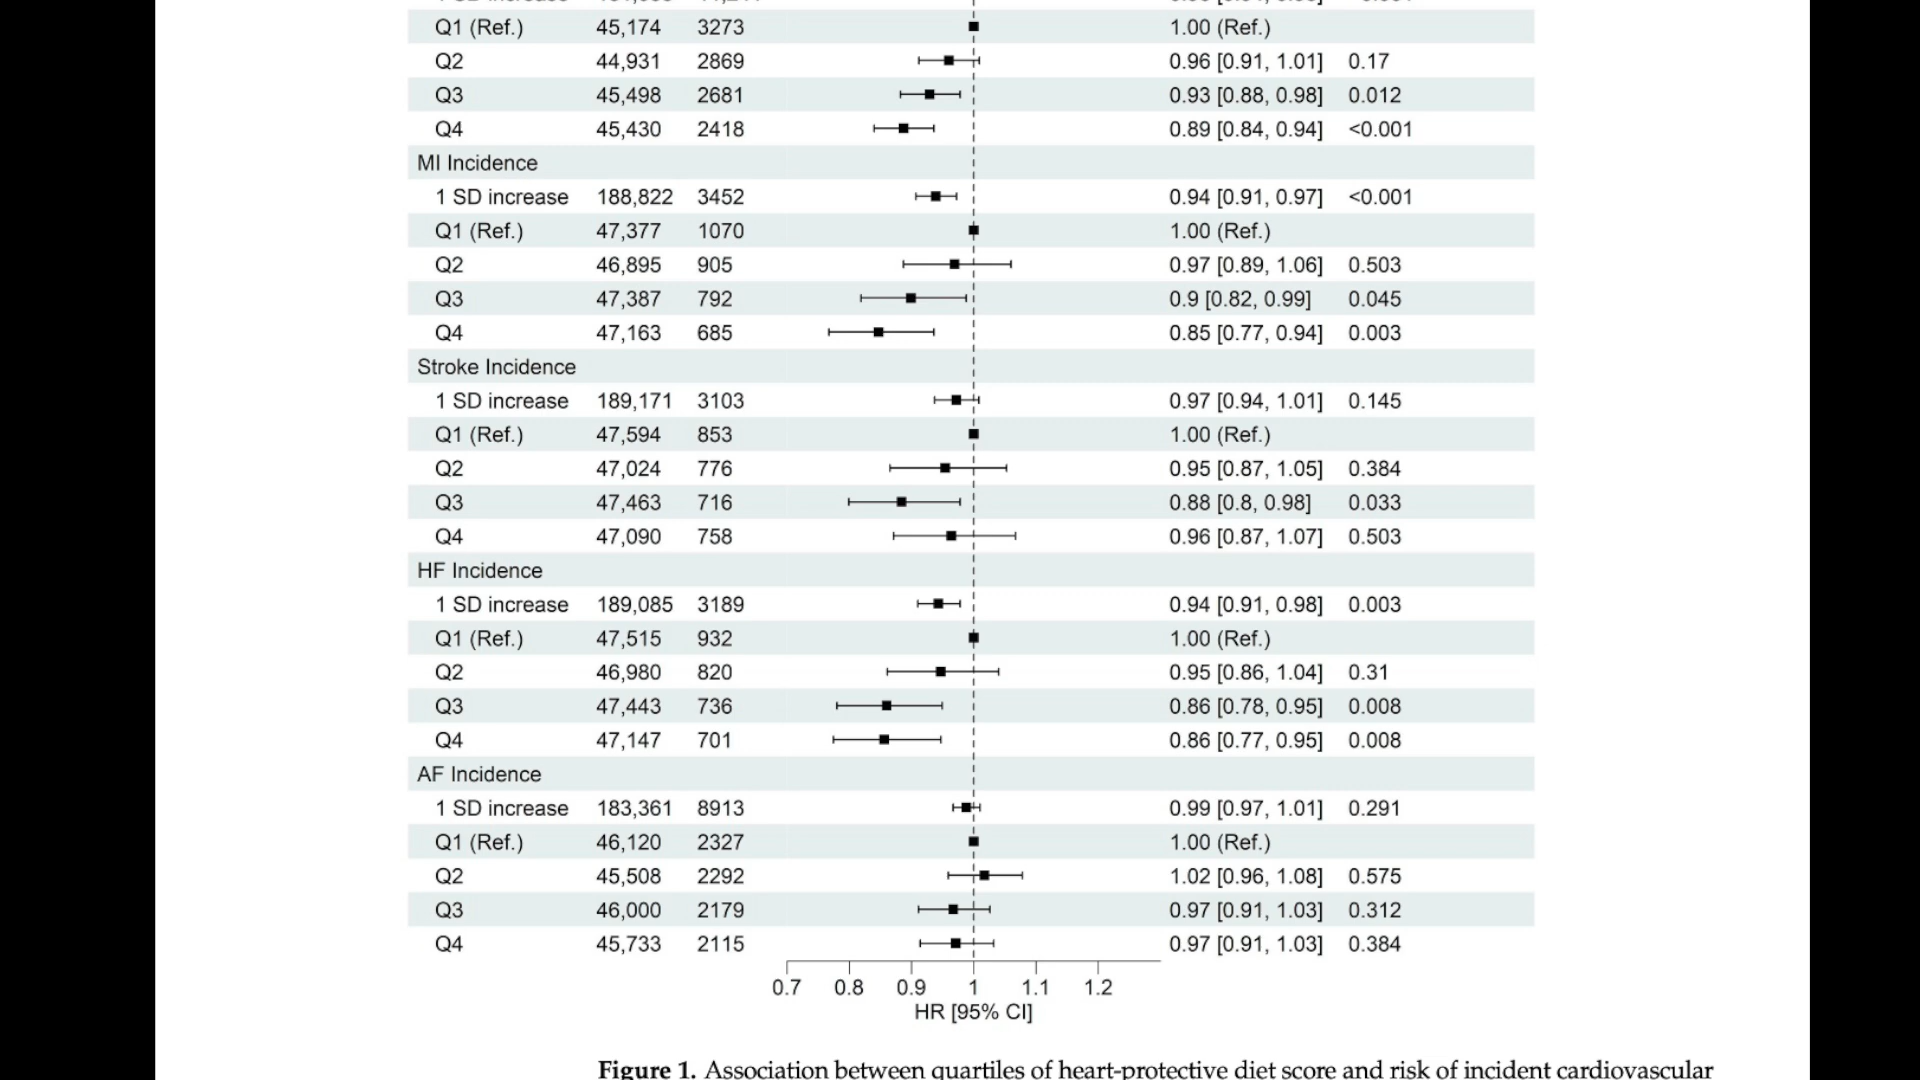 Q1 (Ref.) 45,174 3273 1.00 (Ref.)
Q2 44,931 2869 0.96 [0.91, 1.01] 0.17
Q3 45,498 2681 0.93 [0.88, 0.98] 0.012
Q4 45,430 2418 0.89 [0.84, 0.94] <0.001
MI Incidence
1 SD increase 188,822 3452 0.94 [0.91, 0.97] <0.001
Q1 (Ref.) 47,377 1070 1.00 (Ref.)
Q2 46,895 905 0.97 [0.89, 1.06] 0.503
Q3 47,387 792 0.9 [0.82, 0.99] 0.045
Q4 47,163 685 0.85 [0.77, 0.94] 0.003
Stroke Incidence
1 SD increase 189,171 3103 0.97 [0.94, 1.01] 0.145
Q1 (Ref.) 47,594 853 1.00 (Ref.)
Q2 47,024 776 0.95 [0.87, 1.05] 0.384
Q3 47,463 716 0.88 [0.8, 0.98] 0.033
Q4 47,090 758 0.96 [0.87, 1.07] 0.503
HF Incidence
1 SD increase 189,085 3189 0.94 [0.91, 0.98] 0.003
Q1 (Ref.) 47,515 932 1.00 (Ref.)
Q2 46,980 820 0.95 [0.86, 1.04] 0.31
Q3 47,443 736 0.86 [0.78, 0.95] 0.008
Q4 47,147 701 0.86 [0.77, 0.95] 0.008
AF Incidence
1 SD increase 183,361 8913 0.99 [0.97, 1.01] 0.291
Q1 (Ref.) 46,120 2327 1.00 (Ref.)
Q2 45,508 2292 1.02 [0.96, 1.08] 0.575
Q3 46,000 2179 0.97 [0.91, 1.03] 0.312
Q4 45,733 2115 0.97 [0.91, 1.03] 0.384
0.7 0.8 0.9 1 1.1 1.2
HR [95% CI]
Figure 1. Association between quartiles of heart-protective diet score and risk of incident cardiovascular